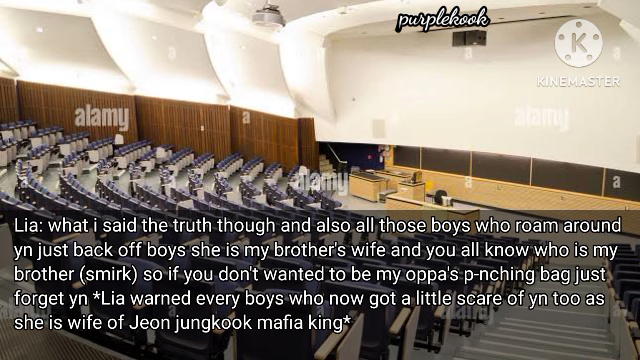 purplekook
KINEMASTER
alamy
alamy
alamy
Lia: what i said the truth though and also all those boys who roam around
yn just back off boys she is my brother's wife and you all know who is my
brother (smirk) so if you don't wanted to be my oppa's p-nching bag just
forget yn *Lia warned every boys who now got a little scare of yn too as
she is wife of Jeon jungkook mafia king*